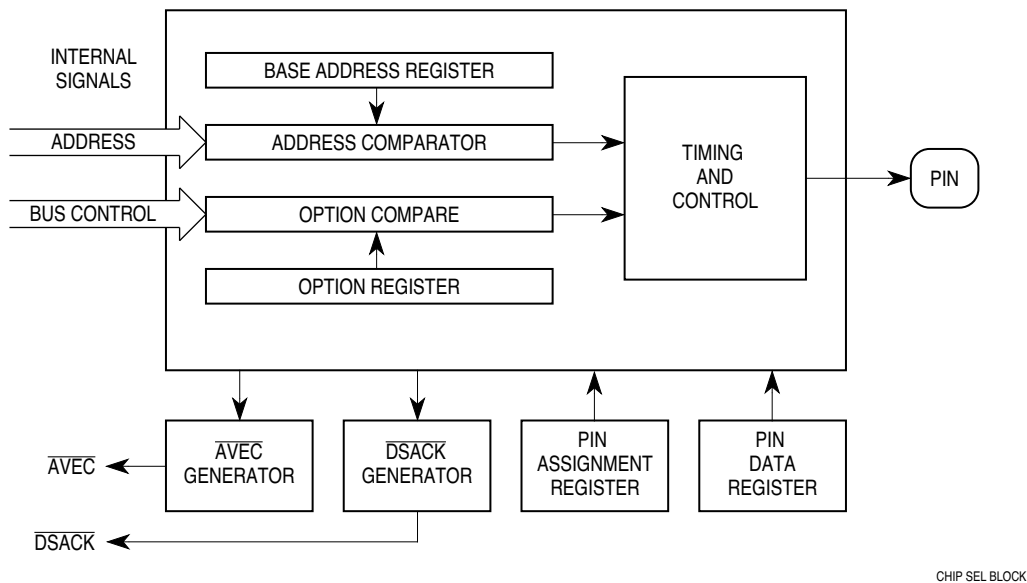 INTERNAL
SIGNALS
BASE ADDRESS REGISTER
ADDRESS
ADDRESS COMPARATOR
TIMING
AND
CONTROL
PIN
BUS CONTROL
OPTION COMPARE
OPTION REGISTER
AVEC
AVEC
GENERATOR
DSACK
GENERATOR
PIN
ASSIGNMENT
REGISTER
PIN
DATA
REGISTER
DSACK
CHIP SEL BLOCK